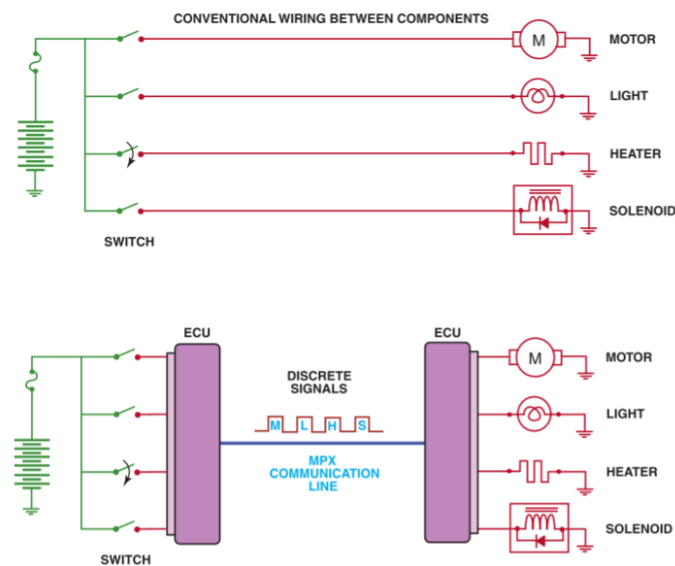 CONVENTIONAL WIRING BETWEEN COMPONENTS
M
MOTOR
LIGHT
HEATER
SOLENOID
SWITCH
ECU
ECU
DISCRETE
SIGNALS
M L H S
MPX
COMMUNICATION
LINE
M
MOTOR
LIGHT
HEATER
SOLENOID
SWITCH